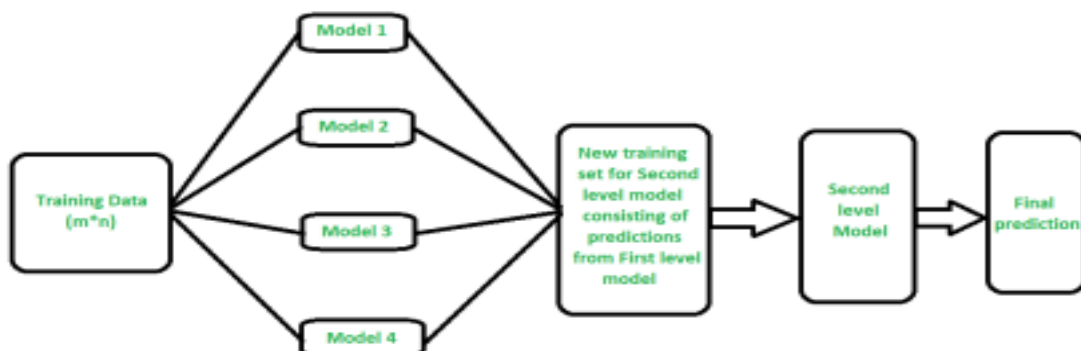 Model 1
Model 2
Training Data
(m*n)
Model 3
Model 4
New training
set for Second
level model
consisting of
predictions
from First level
model
Second
level
Model
Final
prediction